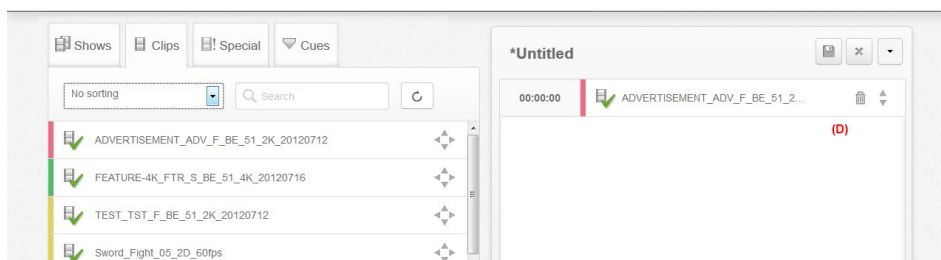 Shows
Clips
Special
Cues
No sorting
Search
ADVERTISEMENT_ADV_F_BE_51_2K_20120712
FEATURE-4K_FTR_S_BE_51_4K_20120716
TEST_TST_F_BE_51_2K_20120712
Sword_Fight_05_2D_60fps
*Untitled
00:00:00 ADVERTISEMENT_ADV_F_BE_51_2...
(D)